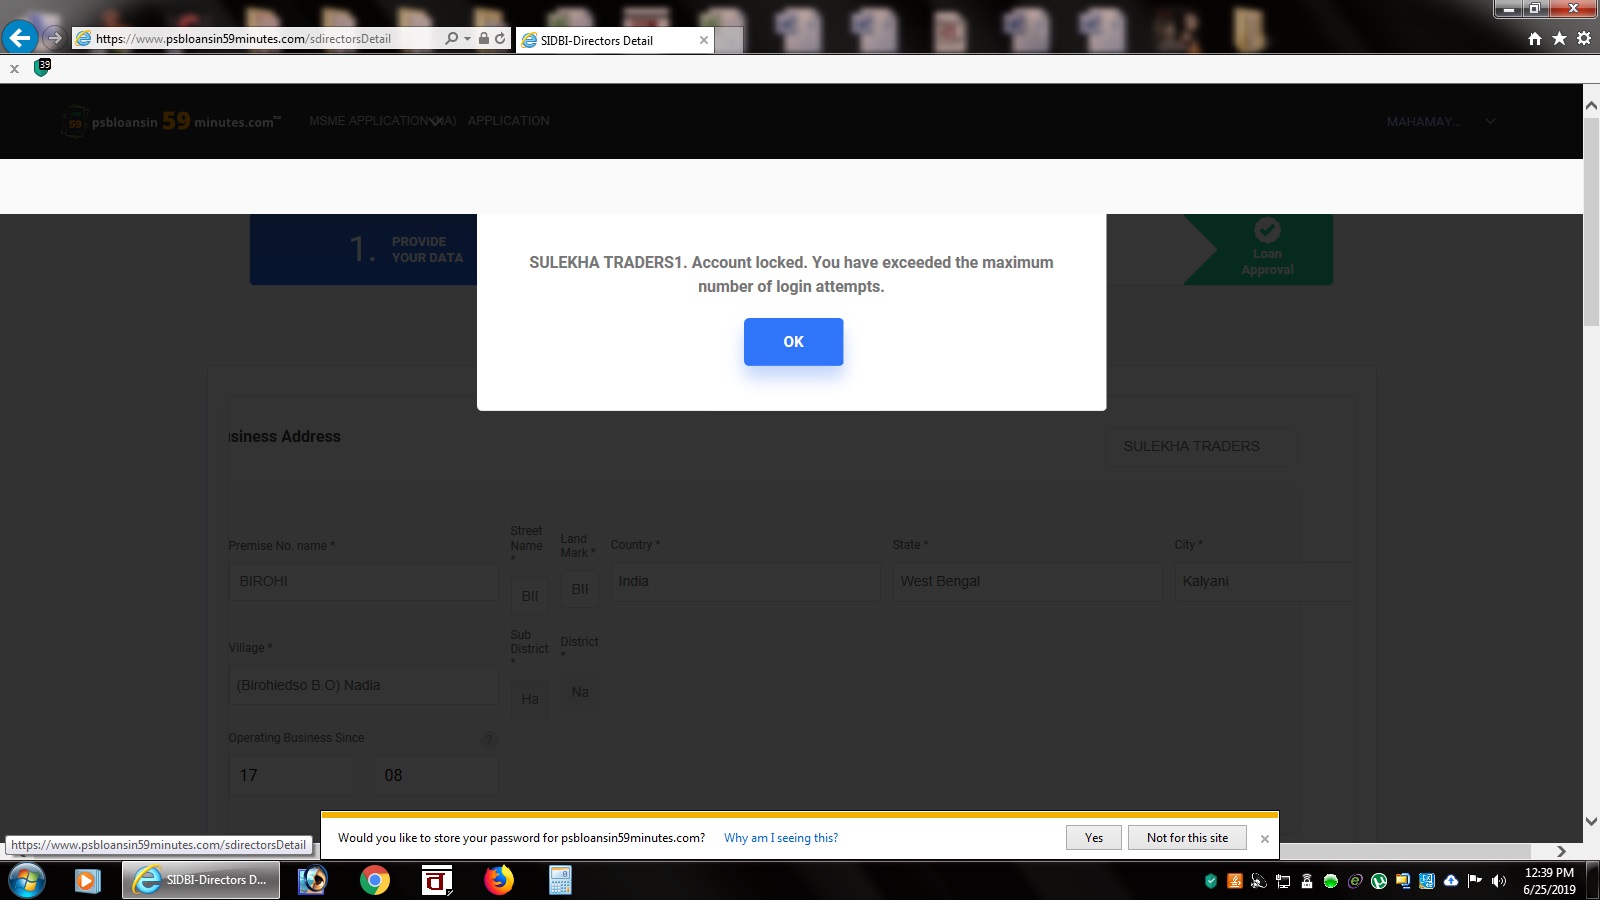 https://www.psbloansin59minutes.com/sdirectorsDetail
SIDBI-Directors Detail
39
59
psbloansin 59 minutes.com™
MSME APPLICATION (NA)
APPLICATION
MAHAMAY...
1.
PROVIDE
YOUR DATA
Loan
Approval
SULEKHA TRADERS1. Account locked. You have exceeded the maximum
number of login attempts.
OK
siness Address
SULEKHA TRADERS
Premise No. name *
Street
Name
*
Land
Mark *
Country *
State *
City *
BIROHI
India
West Bengal
Kalyani
Village *
Sub
District
*
District
*
(Birohiedso B.O) Nadia
Ha
Na
Operating Business Since
?
17
08
Would you like to store your password for psbloansin59minutes.com?
Why am I seeing this?
Yes
Not for this site
https://www.psbloansin59minutes.com/sdirectorsDetail
SIDBI-Directors D...
12:39 PM
6/25/2019